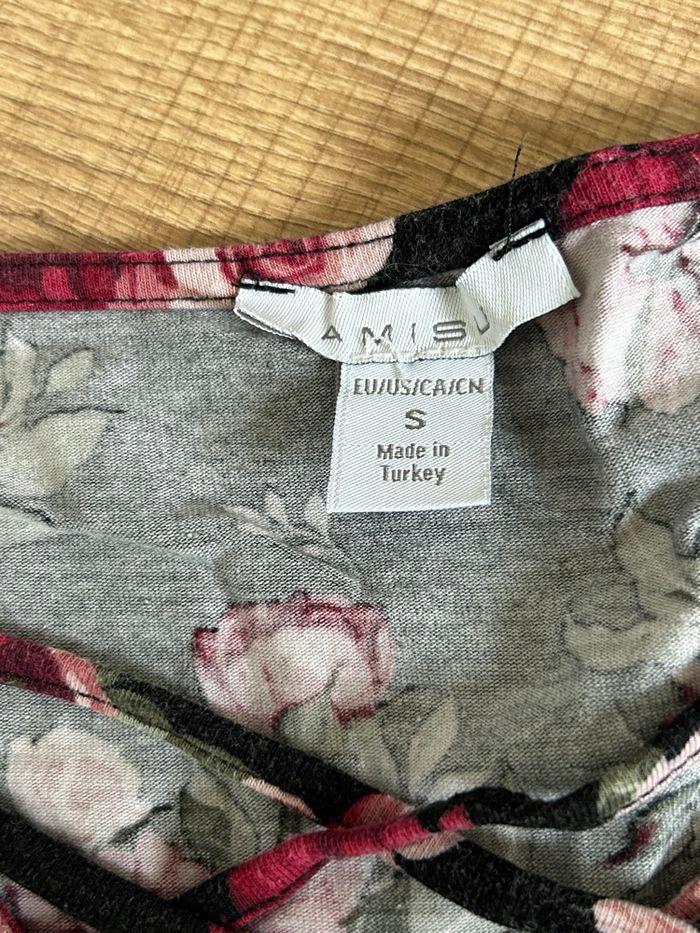 AMISU
EU/US/CA/CN
S
Made in
Turkey